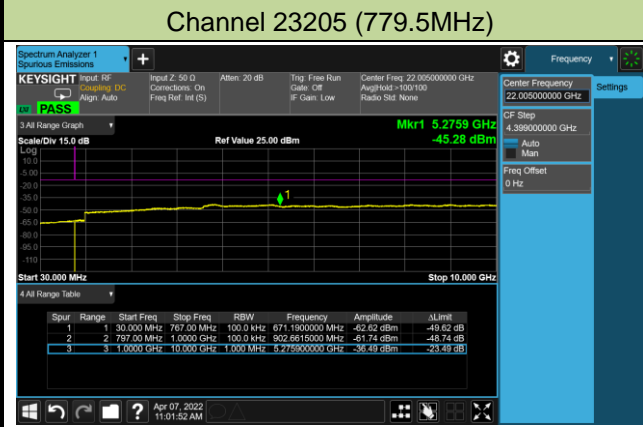 Channel 23205 (779.5MHz)
Spectrum Analyzer 1
Spurious Emissions
Frequency
KEYSIGHT
Input: RF
Coupling: DC
Align: Auto
Input Z: 50 Ω
Corrections: On
Freq Ref: Int (S)
Atten: 20 dB
Trig: Free Run
Gate: Off
IF Gain: Low
Center Freq: 22.005000000 GHz
Avg|Hold:>100/100
Radio Std: None
PASS
Center Frequency
22.005000000 GHz
Settings
CF Step
4.399000000 GHz
Auto
Man
Freq Offset
0 Hz
3 All Range Graph
Mkr1 5.2759 GHz
Scale/Div 15.0 dB
Ref Value 25.00 dBm
-45.28 dBm
Log
10.0
-5.00
-20.0
-35.0
-50.0
-65.0
-80.0
-95.0
-110
1
Start 30.000 MHz
Stop 10.000 GHz
4 All Range Table
Spur Range Start Freq Stop Freq RBW Frequency Amplitude ΔLimit
1 1 30.000 MHz 767.00 MHz 100.0 kHz 671.1900000 MHz -62.62 dBm -49.62 dB
2 2 797.00 MHz 1.0000 GHz 100.0 kHz 902.6615000 MHz -61.74 dBm -48.74 dB
3 3 1.0000 GHz 10.000 GHz 1.000 MHz 5.275900000 GHz -36.49 dBm -23.49 dB
Apr 07, 2022
11:01:52 AM